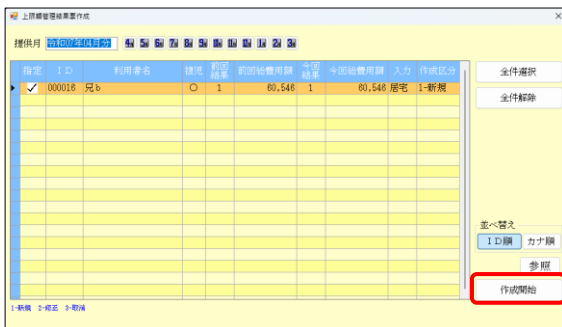 上限額管理結果票作成
提供月 令和07年04月分 4月 5月 6月 7月 8月 9月 10月 11月 12月 1月 2月 3月
指定 ID 利用者名 複児 前回結果 前回総費用額 今回結果 今回総費用額 入力 作成区分
000016 兄b ○ 1 60,546 1 60,546 居宅 1-新規
全件選択
全件解除
並べ替え
ID順 カナ順
参照
作成開始
1-新規 2-修正 3-取消